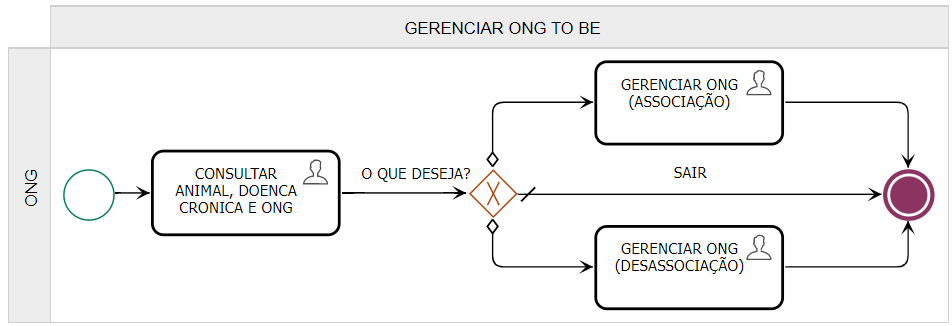 GERENCIAR ONG TO BE
ONG
CONSULTAR
ANIMAL, DOENCA
CRONICA E ONG
O QUE DESEJA?
X
GERENCIAR ONG
(ASSOCIAÇÃO)
SAIR
GERENCIAR ONG
(DESASSOCIAÇÃO)